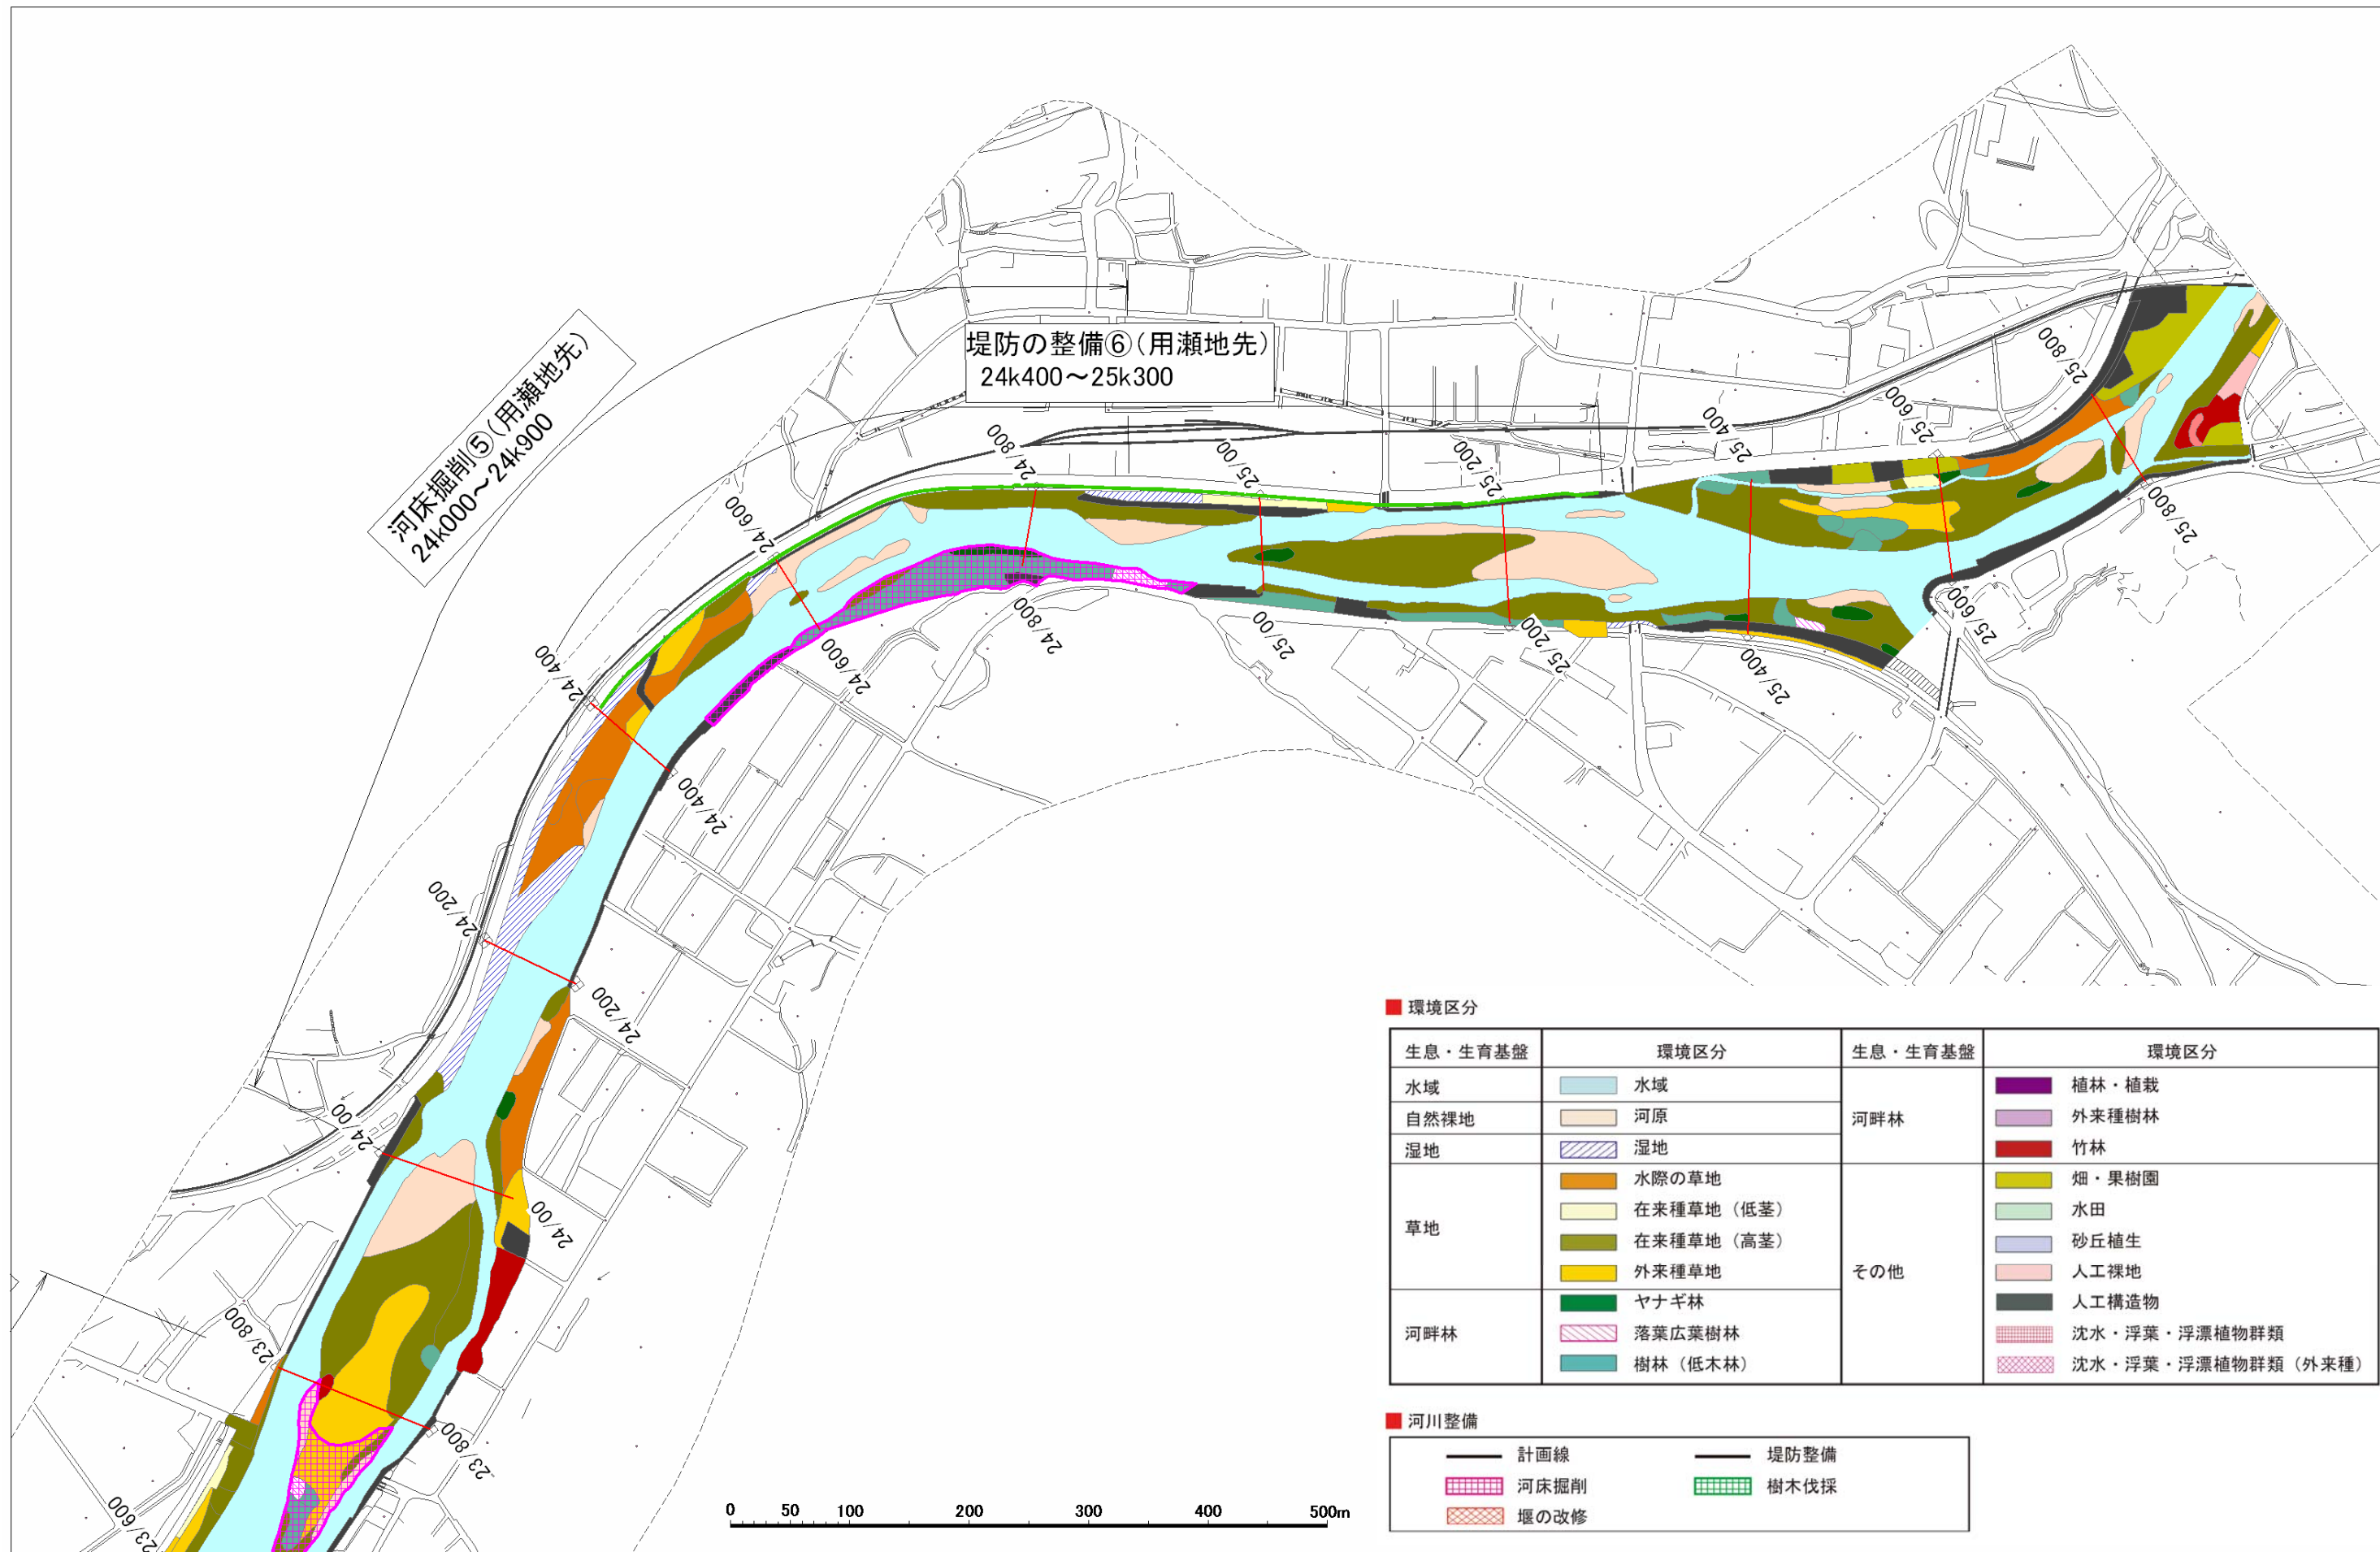 河床掘削⑤(用瀬地先)
24k000～24k900
堤防の整備⑥(用瀬地先)
24k400～25k300
25/800
25/600
25/400
25/200
25/00
24/800
24/600
24/400
24/200
24/00
23/800
23/600
25/800
25/600
25/400
25/200
25/00
24/800
24/600
24/400
24/200
24/00
23/800
環境区分
生息・生育基盤 環境区分 生息・生育基盤 環境区分
水域 水域 河畔林 植林・植栽
自然裸地 河原 外来種樹林
湿地 湿地 竹林
草地 水際の草地 その他 畑・果樹園
在来種草地(低茎) 水田
在来種草地(高茎) 砂丘植生
外来種草地 人工裸地
河畔林 ヤナギ林 人工構造物
落葉広葉樹林 沈水・浮葉・浮漂植物群類
樹林(低木林) 沈水・浮葉・浮漂植物群類(外来種)
河川整備
計画線 堤防整備
河床掘削 樹木伐採
堰の改修
0 50 100 200 300 400 500m